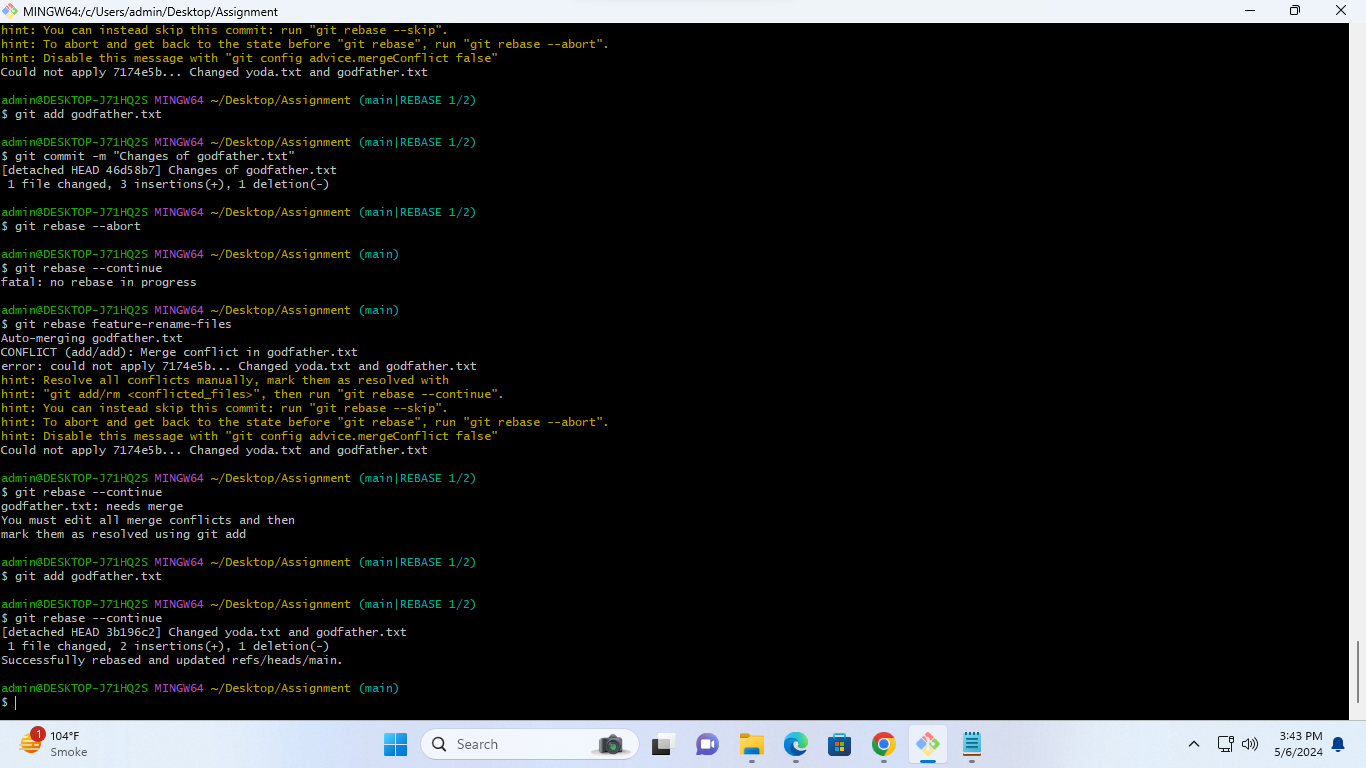 MINGW64:/c/Users/admin/Desktop/Assignment
hint: You can instead skip this commit: run "git rebase --skip".
hint: To abort and get back to the state before "git rebase", run "git rebase --abort".
hint: Disable this message with "git config advice.mergeConflict false"
Could not apply 7174e5b... Changed yoda.txt and godfather.txt
admin@DESKTOP-J71HQ2S MINGW64 ~/Desktop/Assignment (main|REBASE 1/2)
$ git add godfather.txt
admin@DESKTOP-J71HQ2S MINGW64 ~/Desktop/Assignment (main|REBASE 1/2)
$ git commit -m "Changes of godfather.txt"
[detached HEAD 46d58b7] Changes of godfather.txt
1 file changed, 3 insertions(+), 1 deletion(-)
admin@DESKTOP-J71HQ2S MINGW64 ~/Desktop/Assignment (main|REBASE 1/2)
$ git rebase --abort
admin@DESKTOP-J71HQ2S MINGW64 ~/Desktop/Assignment (main)
$ git rebase --continue
fatal: no rebase in progress
admin@DESKTOP-J71HQ2S MINGW64 ~/Desktop/Assignment (main)
$ git rebase feature-rename-files
Auto-merging godfather.txt
CONFLICT (add/add): Merge conflict in godfather.txt
error: could not apply 7174e5b... Changed yoda.txt and godfather.txt
hint: Resolve all conflicts manually, mark them as resolved with
hint: "git add/rm <conflicted_files>", then run "git rebase --continue".
hint: You can instead skip this commit: run "git rebase --skip".
hint: To abort and get back to the state before "git rebase", run "git rebase --abort".
hint: Disable this message with "git config advice.mergeConflict false"
Could not apply 7174e5b... Changed yoda.txt and godfather.txt
admin@DESKTOP-J71HQ2S MINGW64 ~/Desktop/Assignment (main|REBASE 1/2)
$ git rebase --continue
godfather.txt: needs merge
You must edit all merge conflicts and then
mark them as resolved using git add
admin@DESKTOP-J71HQ2S MINGW64 ~/Desktop/Assignment (main|REBASE 1/2)
$ git add godfather.txt
admin@DESKTOP-J71HQ2S MINGW64 ~/Desktop/Assignment (main|REBASE 1/2)
$ git rebase --continue
[detached HEAD 3b196c2] Changed yoda.txt and godfather.txt
1 file changed, 2 insertions(+), 1 deletion(-)
Successfully rebased and updated refs/heads/main.
admin@DESKTOP-J71HQ2S MINGW64 ~/Desktop/Assignment (main)
$
1
104°F
Smoke
Search
3:43 PM
5/6/2024